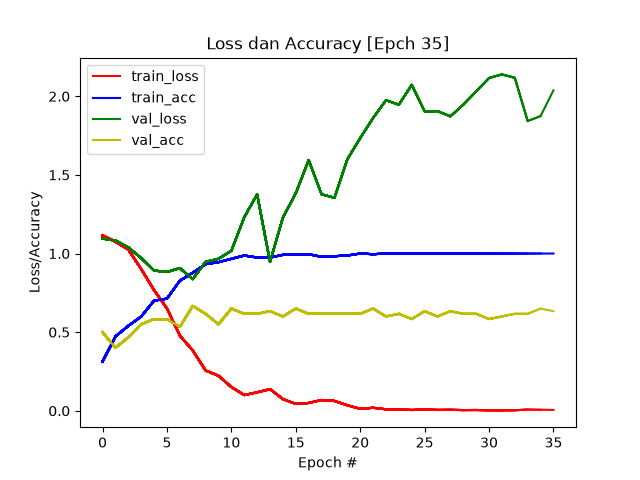 Loss dan Accuracy [Epch 35]
train_loss
train_acc
val_loss
val_acc
Loss/Accuracy
2.0
1.5
1.0
0.5
0.0
0 5 10 15 20 25 30 35
Epoch #